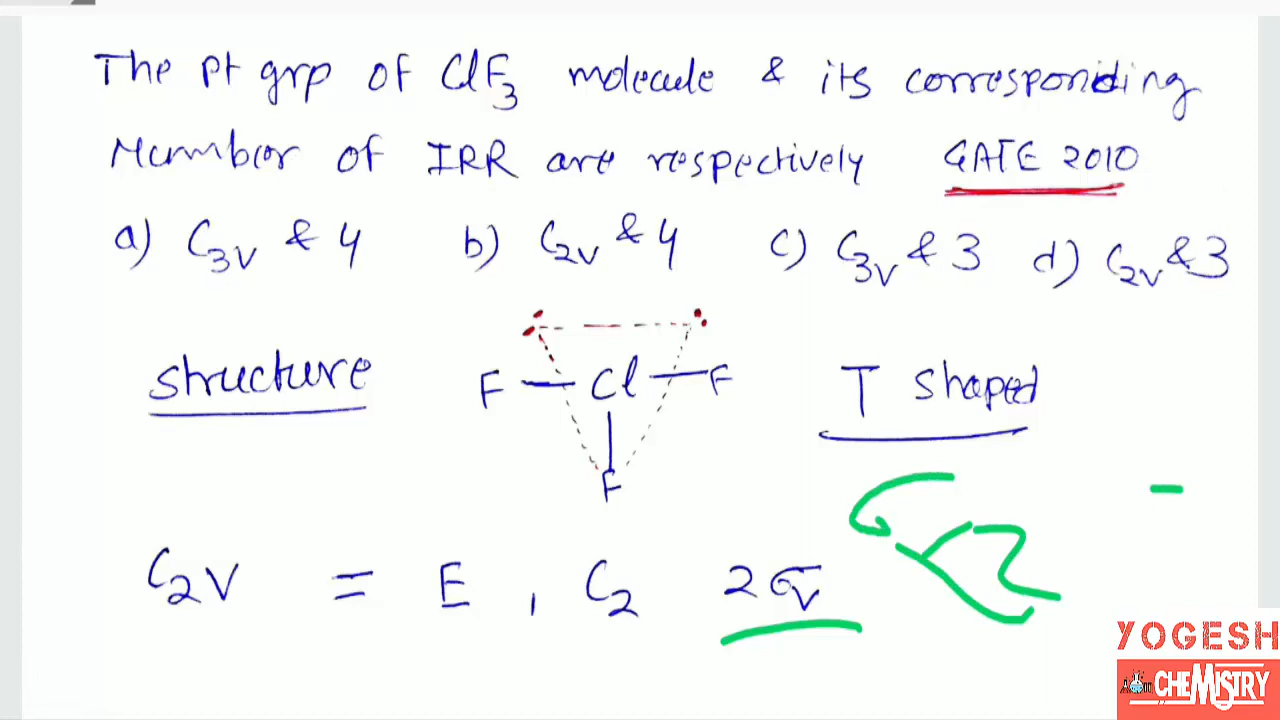 The pt grp of ClF3 molecule & its corresponding
Number of IRR are respectively GATE 2010
a) C3v & 4 b) C2v & 4 c) C3v & 3 d) C2v & 3
Structure F Cl F T shaped
F
C2v = E , C2 2σv
YOGESH
CHEMISTRY